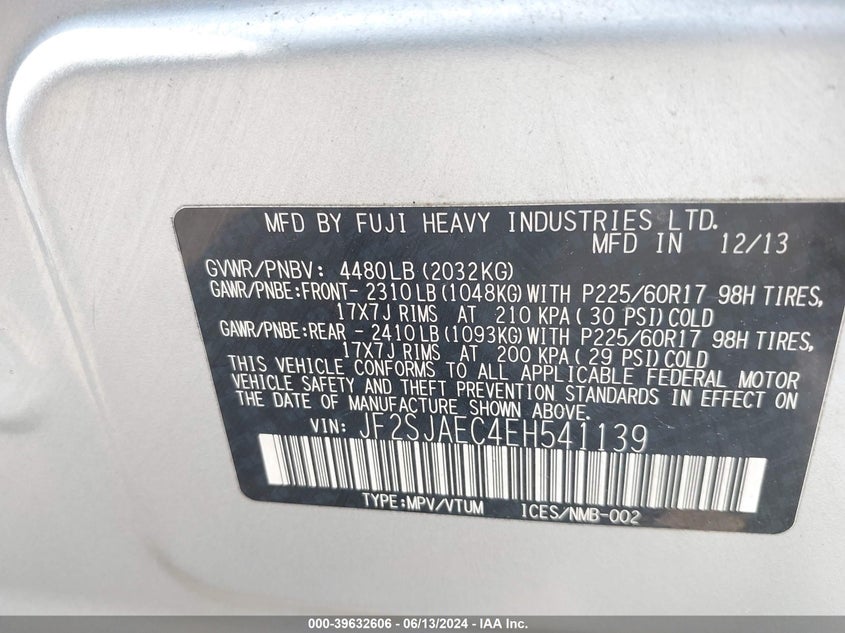 MFD BY FUJI HEAVY INDUSTRIES LTD.
MFD IN 12/13
GVWR/PNBV: 4480LB (2032KG)
GAWR/PNBE:FRONT- 2310LB (1048KG) WITH P225/60R17 98H TIRES,
17X7J RIMS AT 210 KPA ( 30 PSI) COLD
GAWR/PNBE:REAR - 2410LB (1093KG) WITH P225/60R17 98H TIRES,
17X7J RIMS AT 200 KPA ( 29 PSI) COLD
THIS VEHICLE CONFORMS TO ALL APPLICABLE FEDERAL MOTOR
VEHICLE SAFETY AND THEFT PREVENTION STANDARDS IN EFFECT ON
THE DATE OF MANUFACTURE SHOWN ABOVE.
VIN: JF2SJAEC4EH541139
TYPE:MPV/VTUM ICES/NMB-002
000-39632606 - 06/13/2024 - IAA Inc.